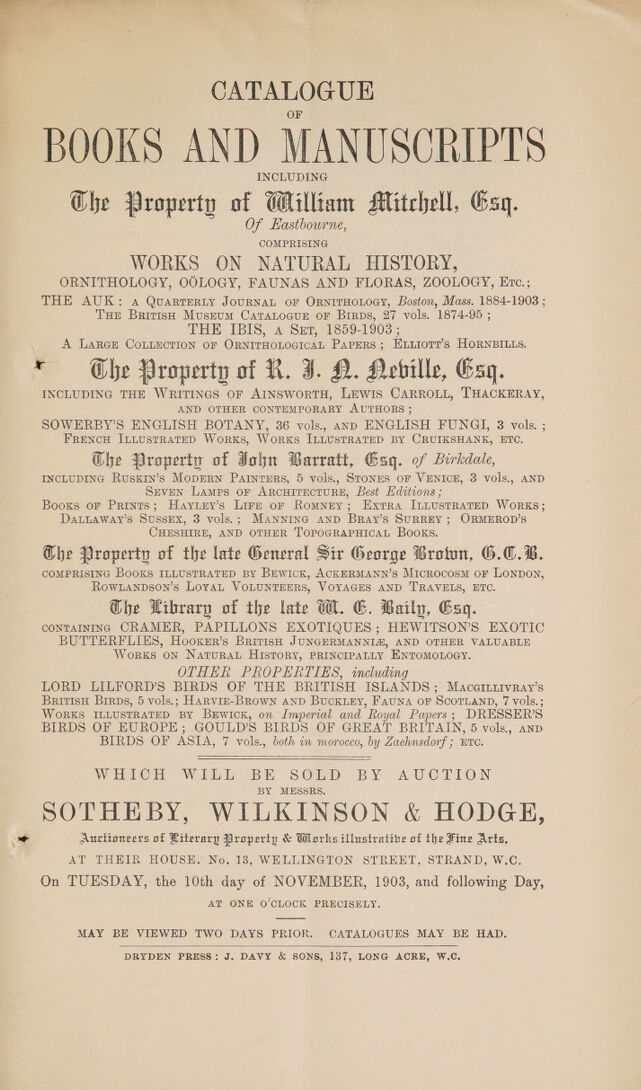 CATALOGUE
OF
BOOKS AND MANUSCRIPTS
INCLUDING
The Property of William Mitchell, Esq.
Of Eastbourne,
COMPRISING
WORKS ON NATURAL HISTORY,
ORNITHOLOGY, OÖLOGY, FAUNAS AND FLORAS, ZOOLOGY, ETC.;
THE AUK: A QUARTERLY JOURNAL OF ORNITHOLOGY, Boston, Mass. 1884-1903;
THE BRITISH MUSEUM CATALOGUE OF BIRDS, 27 vols. 1874-95;
THE IBIS, A SET, 1859-1903;
A LARGE COLLECTION OF ORNITHOLOGICAL PAPERS; ELLIOTT'S HORNBILLS.
The Property of R. J. N. Neville, Esq.
INCLUDING THE WRITINGS OF AINSWORTH, LEWIS CARROLL, THACKERAY,
AND OTHER CONTEMPORARY AUTHORS;
SOWERBY'S ENGLISH BOTANY, 36 vols., AND ENGLISH FUNGI, 3 vols.;
FRENCH ILLUSTRATED WORKS, WORKS ILLUSTRATED BY CRUIKSHANK, ETC.
The Property of John Barratt, Esq. of Birkdale,
INCLUDING RUSKIN'S MODERN PAINTERS, 5 vols., STONES OF VENICE, 3 vols., AND
SEVEN LAMPS OF ARCHITECTURE, Best Editions;
BOOKS OF PRINTS; HAYLEY'S LIFE OF ROMNEY; EXTRA ILLUSTRATED WORKS;
DALLAWAY'S SUSSEX, 3 vols.; MANNING AND BRAY'S SURREY; ORMEROD'S
CHESHIRE, AND OTHER TOPOGRAPHICAL BOOKS.
The Property of the late General Sir George Brown, G.C.B.
COMPRISING BOOKS ILLUSTRATED BY BEWICK, ACKERMANN'S MICROCOSM OF LONDON,
ROWLANDSON'S LOYAL VOLUNTEERS, VOYAGES AND TRAVELS, ETC.
The Library of the late W. E. Baily, Esq.
CONTAINING CRAMER, PAPILLONS EXOTIQUES; HEWITSON'S EXOTIC
BUTTERFLIES, HOOKER'S BRITISH JUNGERMANNIÆ, AND OTHER VALUABLE
WORKS ON NATURAL HISTORY, PRINCIPALLY ENTOMOLOGY.
OTHER PROPERTIES, including
LORD LILFORD'S BIRDS OF THE BRITISH ISLANDS; MACGILLIVRAY'S
BRITISH BIRDS, 5 vols.; HARVIE-BROWN AND BUCKLEY, FAUNA OF SCOTLAND, 7 vols.;
WORKS ILLUSTRATED BY BEWICK, on Imperial and Royal Papers; DRESSER'S
BIRDS OF EUROPE; GOULD'S BIRDS OF GREAT BRITAIN, 5 vols., AND
BIRDS OF ASIA, 7 vols., both in morocco, by Zaehnsdorf; ETC.
WHICH WILL BE SOLD BY AUCTION
BY MESSRS.
SOTHEBY, WILKINSON & HODGE,
Auctioneers of Literary Property & Works illustrative of the Fine Arts,
AT THEIR HOUSE. No. 13, WELLINGTON STREET, STRAND, W.C.
On TUESDAY, the 10th day of NOVEMBER, 1903, and following Day,
AT ONE O'CLOCK PRECISELY.
MAY BE VIEWED TWO DAYS PRIOR. CATALOGUES MAY BE HAD.
DRYDEN PRESS: J. DAVY & SONS, 137, LONG ACRE, W.C.